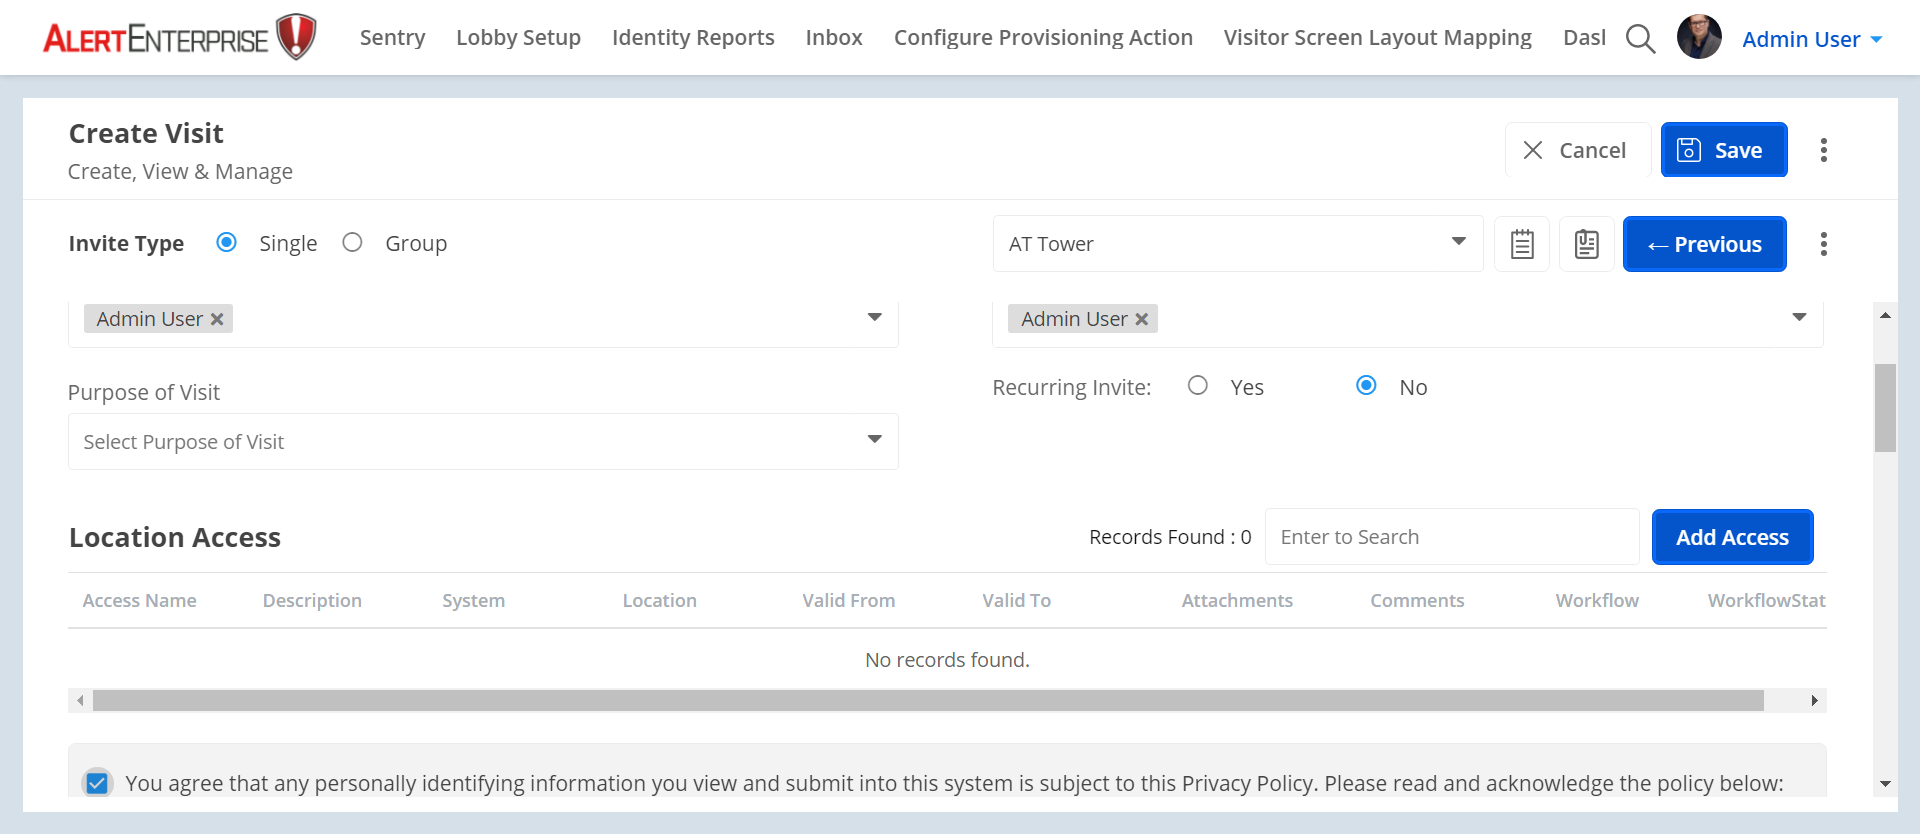 ALERTENTERPRISE Sentry Lobby Setup Identity Reports Inbox Configure Provisioning Action Visitor Screen Layout Mapping Dasl Admin User
Create Visit
Create, View & Manage
Cancel Save
Invite Type Single Group AT Tower ← Previous
Admin User Admin User
Purpose of Visit Recurring Invite: Yes No
Select Purpose of Visit
Location Access Records Found : 0 Enter to Search Add Access
Access Name Description System Location Valid From Valid To Attachments Comments Workflow WorkflowStat
No records found.
You agree that any personally identifying information you view and submit into this system is subject to this Privacy Policy. Please read and acknowledge the policy below: